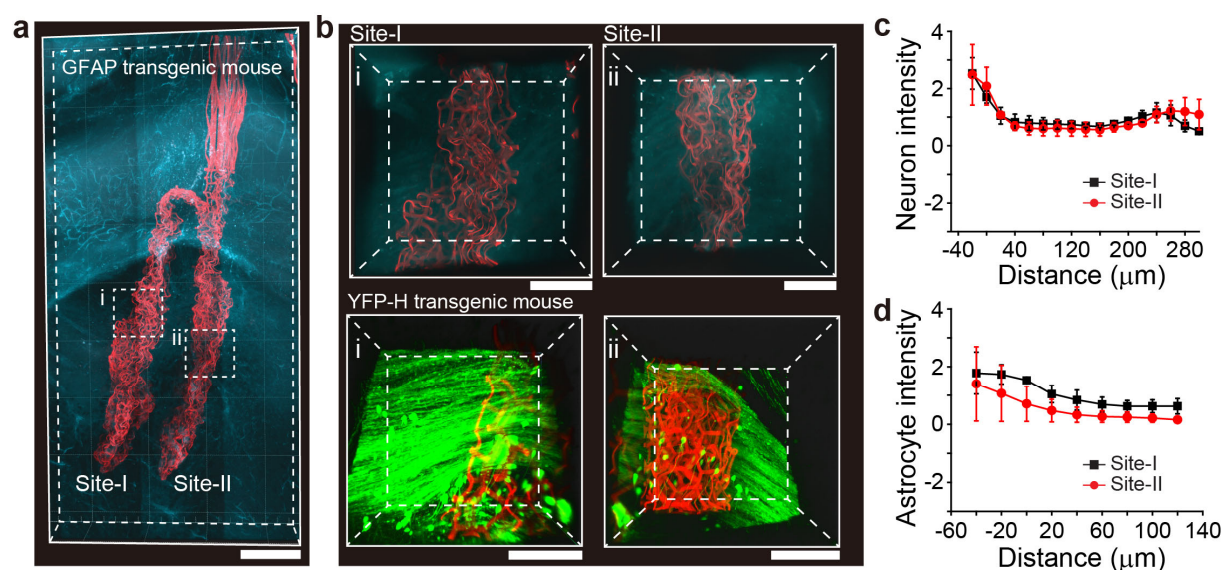 a
GFAP transgenic mouse
i
ii
Site-I
Site-II
b
Site-I
Site-II
i
ii
YFP-H transgenic mouse
i
ii
c
Neuron intensity
4
2
0
-2
Site-I
Site-II
-40
40
120
200
280
Distance (μm)
d
Astrocyte intensity
4
2
0
-2
Site-I
Site-II
-60
-20
20
60
100
140
Distance (μm)